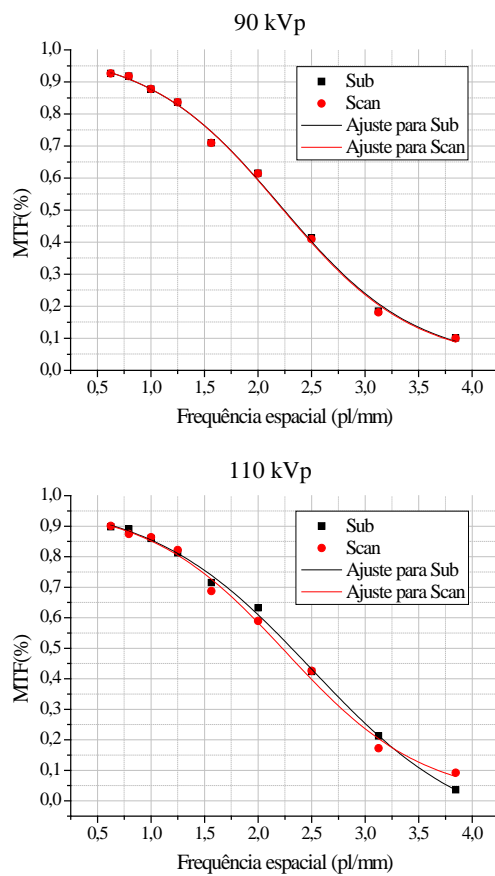 90 kVp
1,0
0,9
0,8
0,7
0,6
0,5
0,4
0,3
0,2
0,1
0,0
MTF(%)
Sub
Scan
Ajuste para Sub
Ajuste para Scan
0,5 1,0 1,5 2,0 2,5 3,0 3,5 4,0
Frequência espacial (pl/mm)
110 kVp
1,0
0,9
0,8
0,7
0,6
0,5
0,4
0,3
0,2
0,1
0,0
MTF(%)
Sub
Scan
Ajuste para Sub
Ajuste para Scan
0,5 1,0 1,5 2,0 2,5 3,0 3,5 4,0
Frequência espacial (pl/mm)